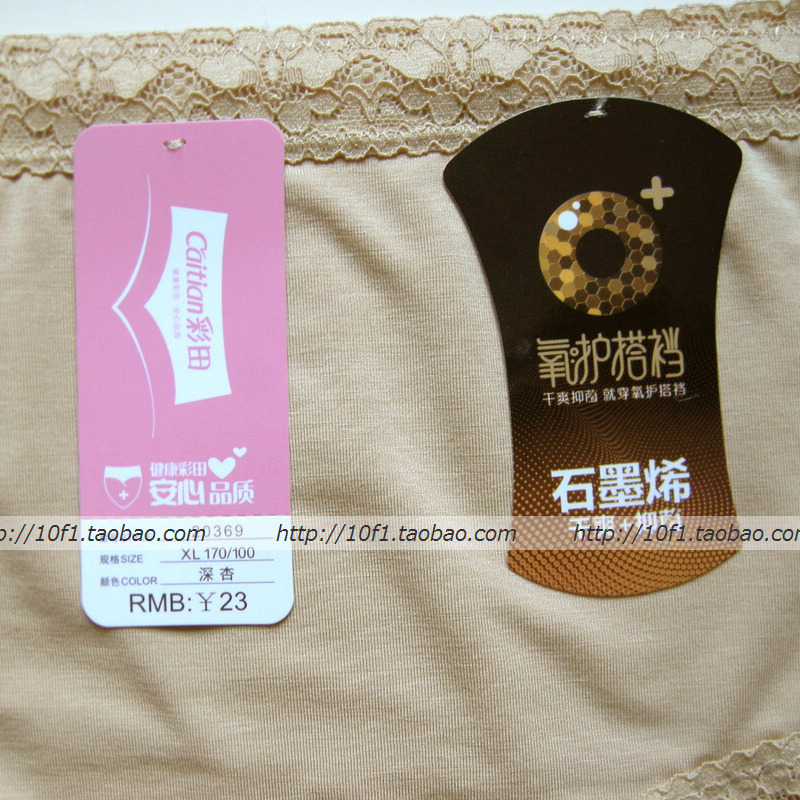 Caitian 彩田
健康彩田
安心品质
80369
规格SIZE XL 170/100
颜色COLOR 深杏
RMB:￥23
氧护搭裆
干爽抑菌 就穿氧护搭裆
石墨烯
http://10f1.taobao.com http://10f1.taobao.com http://10f1.taobao.com